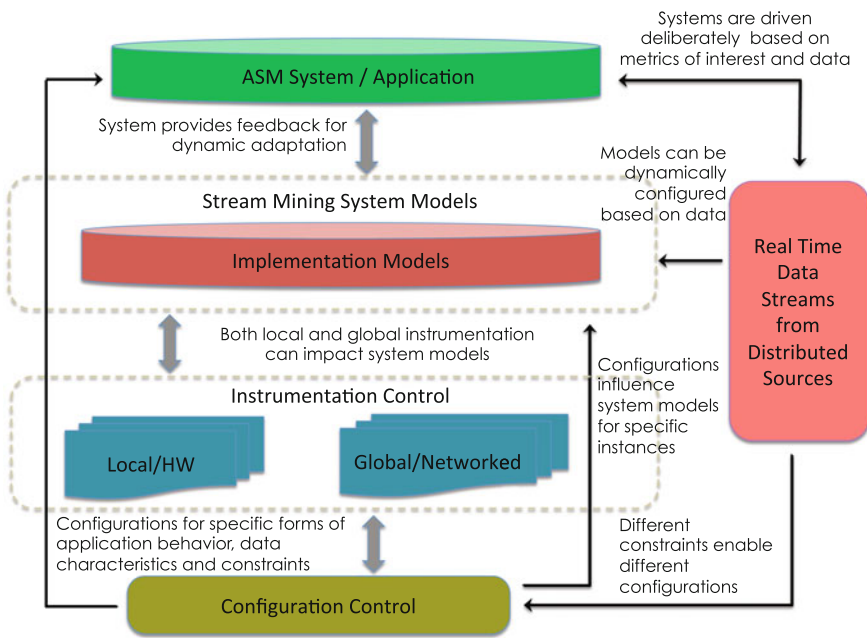 Systems are driven
deliberately based on
metrics of interest and data
ASM System / Application
System provides feedback for
dynamic adaptation
Models can be
dynamically
configured
based on data
Stream Mining System Models
Implementation Models
Real Time
Data
Streams
from
Distributed
Sources
Both local and global instrumentation
can impact system models
Configurations
influence
system models
for specific
instances
Instrumentation Control
Local/HW
Global/Networked
Configurations for specific forms of
application behavior, data
characteristics and constraints
Different
constraints enable
different
configurations
Configuration Control